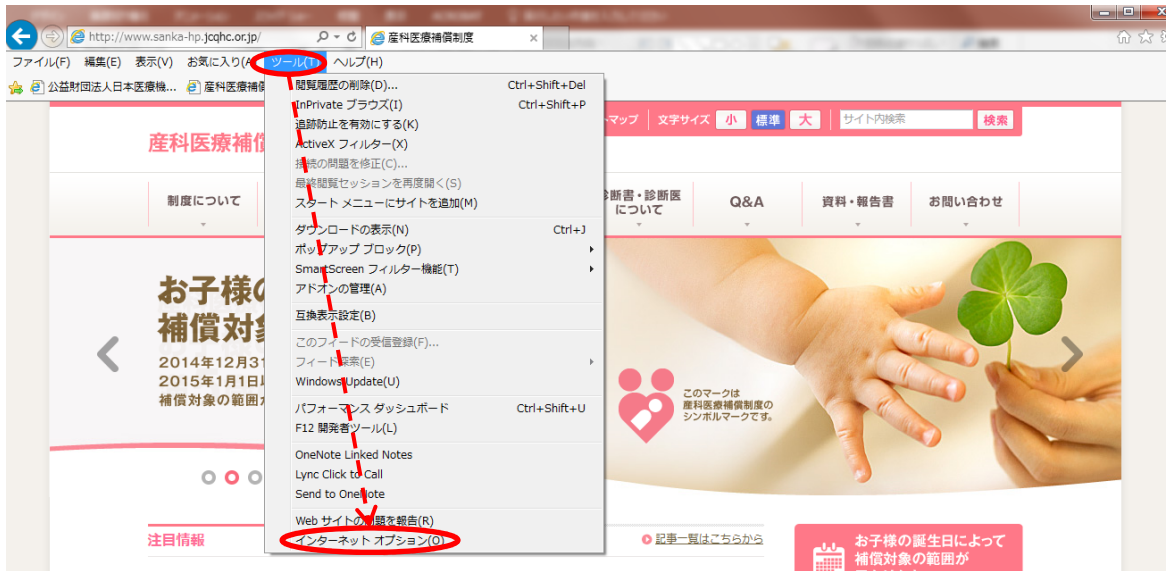 http://www.sanka-hp.jcqhc.or.jp/
産科医療補償制度
ファイル(F) 編集(E) 表示(V) お気に入り(A) ツール(T) ヘルプ(H)
公益財団法人日本医療機...
産科医療補償
閲覧履歴の削除(D)... Ctrl+Shift+Del
InPrivate ブラウズ(I) Ctrl+Shift+P
追跡防止を有効にする(K)
ActiveX フィルター(X)
接続の問題を修正(C)...
最終閲覧セッションを再度開く(S)
スタート メニューにサイトを追加(M)
ダウンロードの表示(N) Ctrl+J
ポップアップ ブロック(P)
SmartScreen フィルター機能(T)
アドオンの管理(A)
互換表示設定(B)
このフィードの受信登録(F)...
フィード探索(E)
Windows Update(U)
パフォーマンス ダッシュボード Ctrl+Shift+U
F12 開発者ツール(L)
OneNote Linked Notes
Lync Click to Call
Send to OneNote
Web サイトの問題を報告(R)
インターネット オプション(O)
マップ 文字サイズ 小 標準 大 サイト内検索 検索
産科医療補償
制度について
診断書・診断医
について
Q&A
資料・報告書
お問い合わせ
お子様の
補償対象
2014年12月31
2015年1月1日
補償対象の範囲
このマークは
産科医療補償制度の
シンボルマークです。
注目情報
記事一覧はこちらから
お子様の誕生日によって
補償対象の範囲が